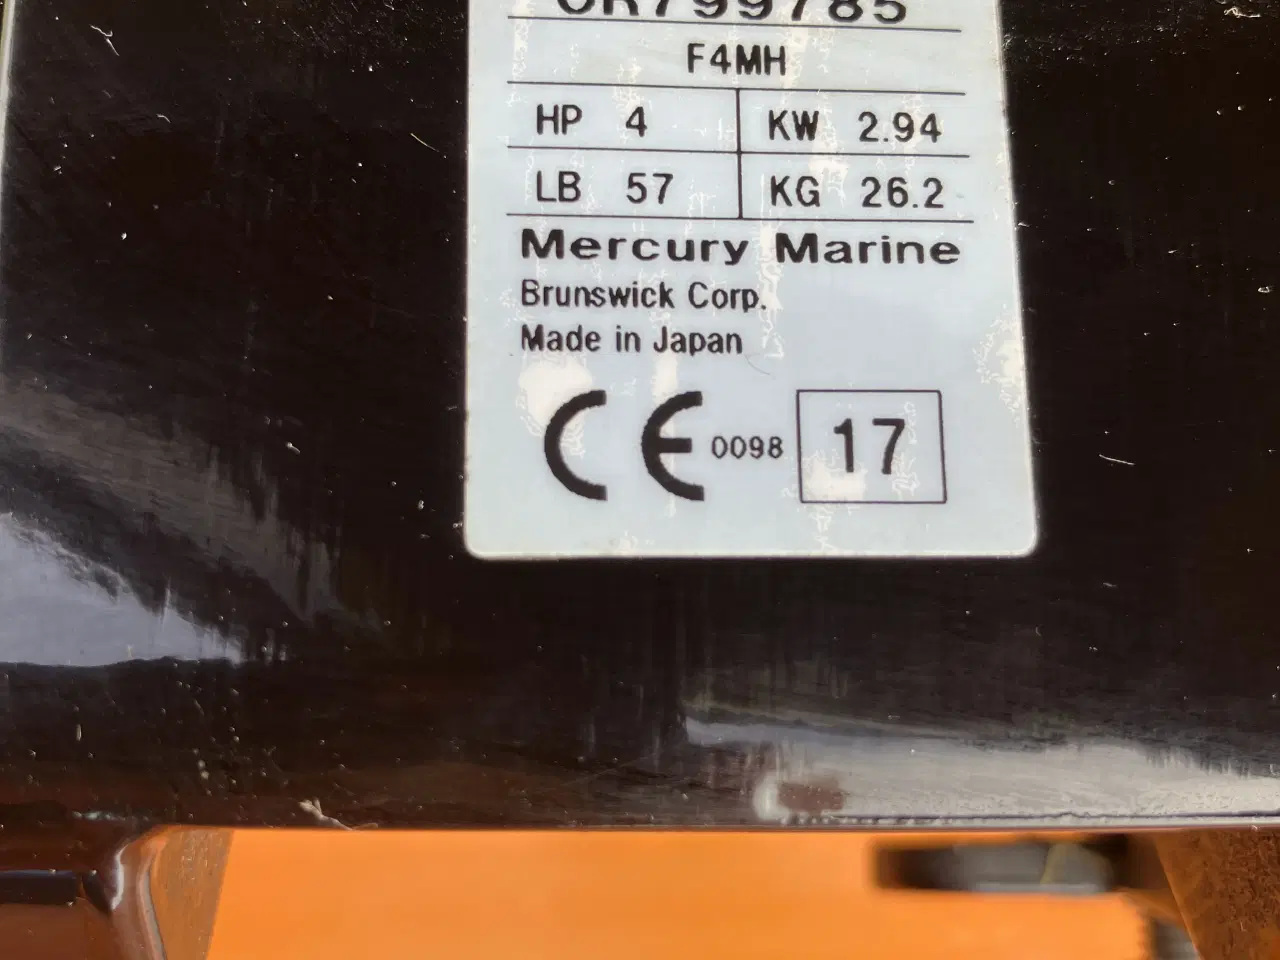 0R799785
F4MH
HP 4 KW 2.94
LB 57 KG 26.2
Mercury Marine
Brunswick Corp.
Made in Japan
CE 0098 17